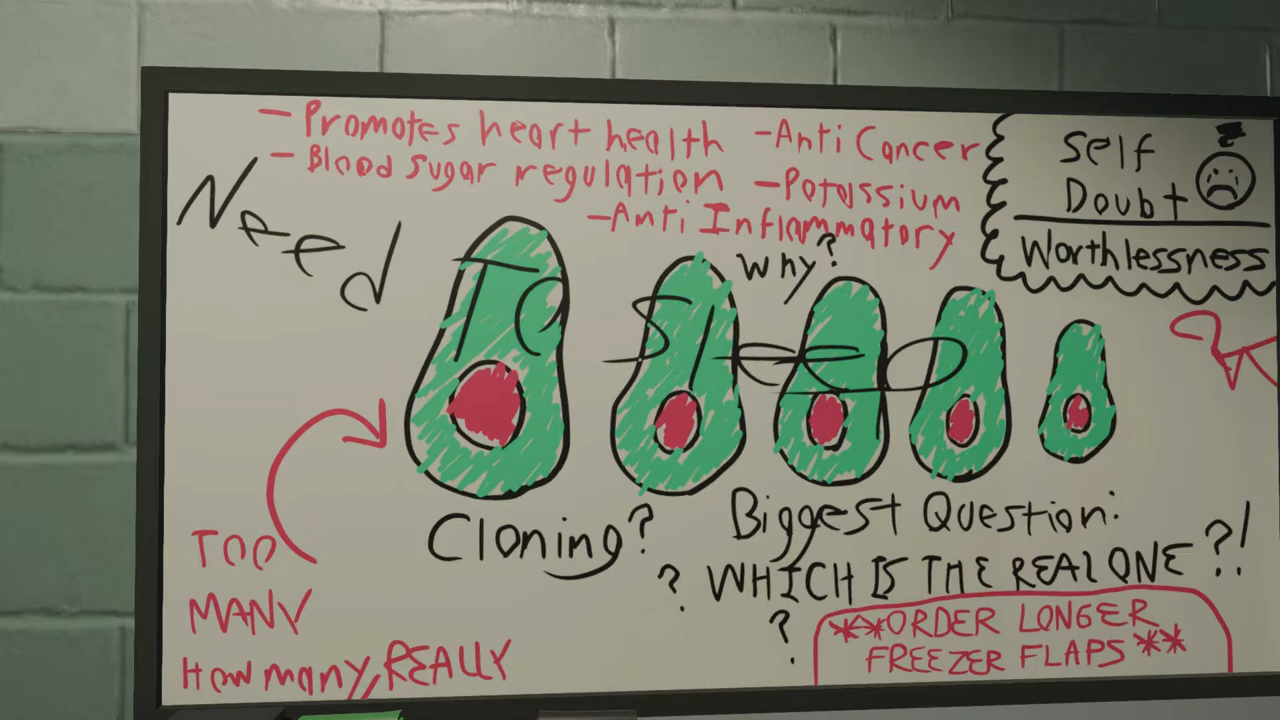 - Promotes heart health
- Anti Cancer
- Blood sugar regulation
- Potassium
- Anti Inflammatory
Self
Doubt
Worthlessness
Need
To
Sleep
Why?
Cloning?
Biggest Question:
? WHICH IS THE REAL ONE ?!
?
TOO
MANY
How many, REALLY
**ORDER LONGER
FREEZER FLAPS**